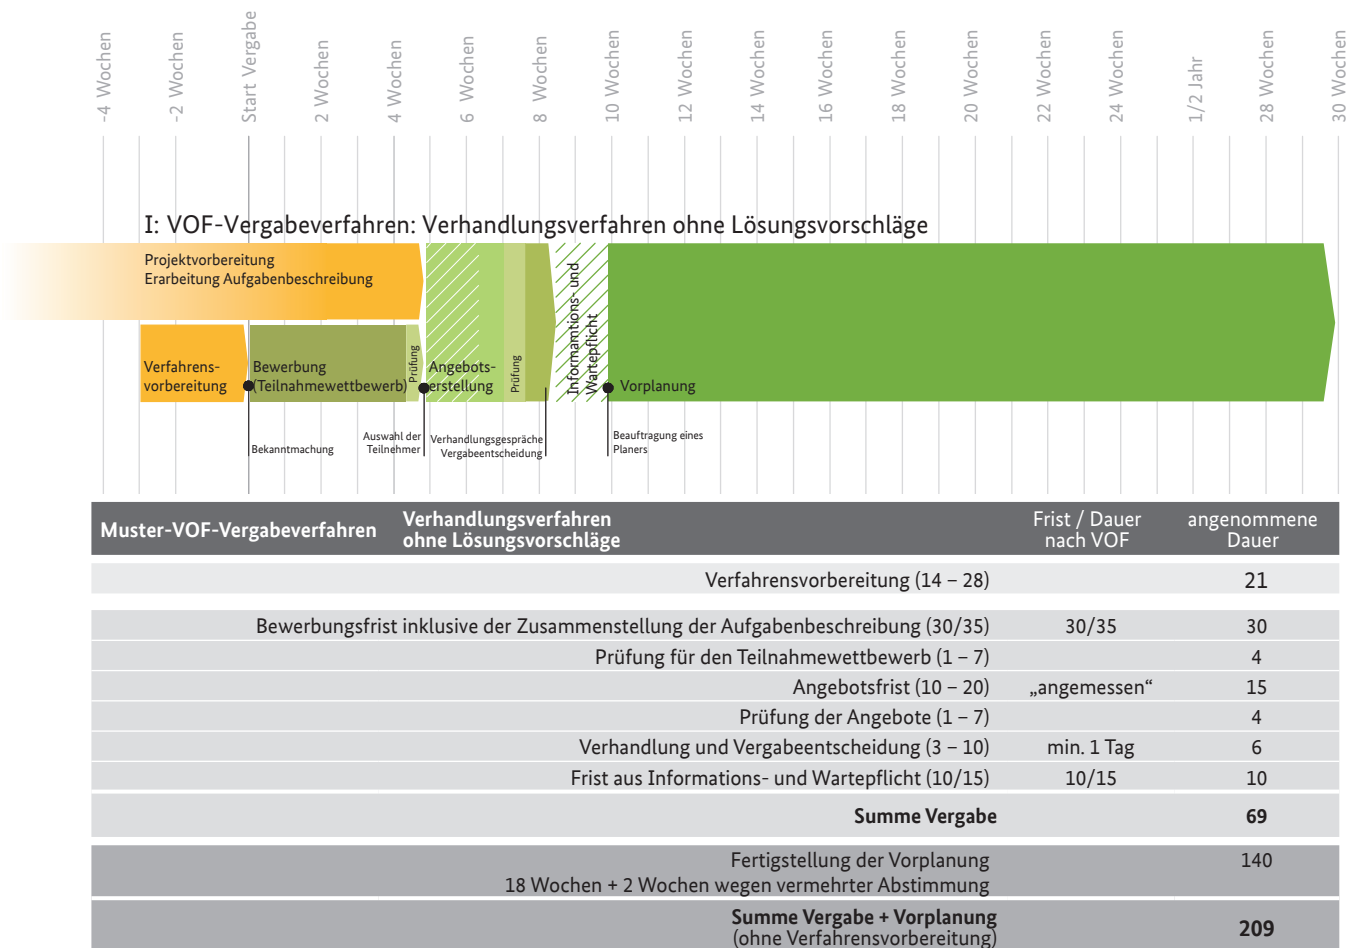 -4 Wochen
-2 Wochen
Start Vergabe
2 Wochen
4 Wochen
6 Wochen
8 Wochen
10 Wochen
12 Wochen
14 Wochen
16 Wochen
18 Wochen
20 Wochen
22 Wochen
24 Wochen
1/2 Jahr
28 Wochen
30 Wochen
I: VOF-Vergabeverfahren: Verhandlungsverfahren ohne Lösungsvorschläge
Projektvorbereitung
Erarbeitung Aufgabenbeschreibung
Verfahrens-
vorbereitung
Bewerbung
(Teilnahmewettbewerb)
Prüfung
Angebots-
erstellung
Prüfung
Informamtions- und
Wartepflicht
Vorplanung
Bekanntmachung
Auswahl der
Teilnehmer
Verhandlungsgespräche
Vergabeentscheidung
Beauftragung eines
Planers
Muster-VOF-Vergabeverfahren
Verhandlungsverfahren
ohne Lösungsvorschläge
Frist / Dauer
nach VOF
angenommene
Dauer
Verfahrensvorbereitung (14 – 28) 21
Bewerbungsfrist inklusive der Zusammenstellung der Aufgabenbeschreibung (30/35) 30/35 30
Prüfung für den Teilnahmewettbewerb (1 – 7) 4
Angebotsfrist (10 – 20) „angemessen“ 15
Prüfung der Angebote (1 – 7) 4
Verhandlung und Vergabeentscheidung (3 – 10) min. 1 Tag 6
Frist aus Informations- und Wartepflicht (10/15) 10/15 10
Summe Vergabe 69
Fertigstellung der Vorplanung 140
18 Wochen + 2 Wochen wegen vermehrter Abstimmung
Summe Vergabe + Vorplanung 209
(ohne Verfahrensvorbereitung)